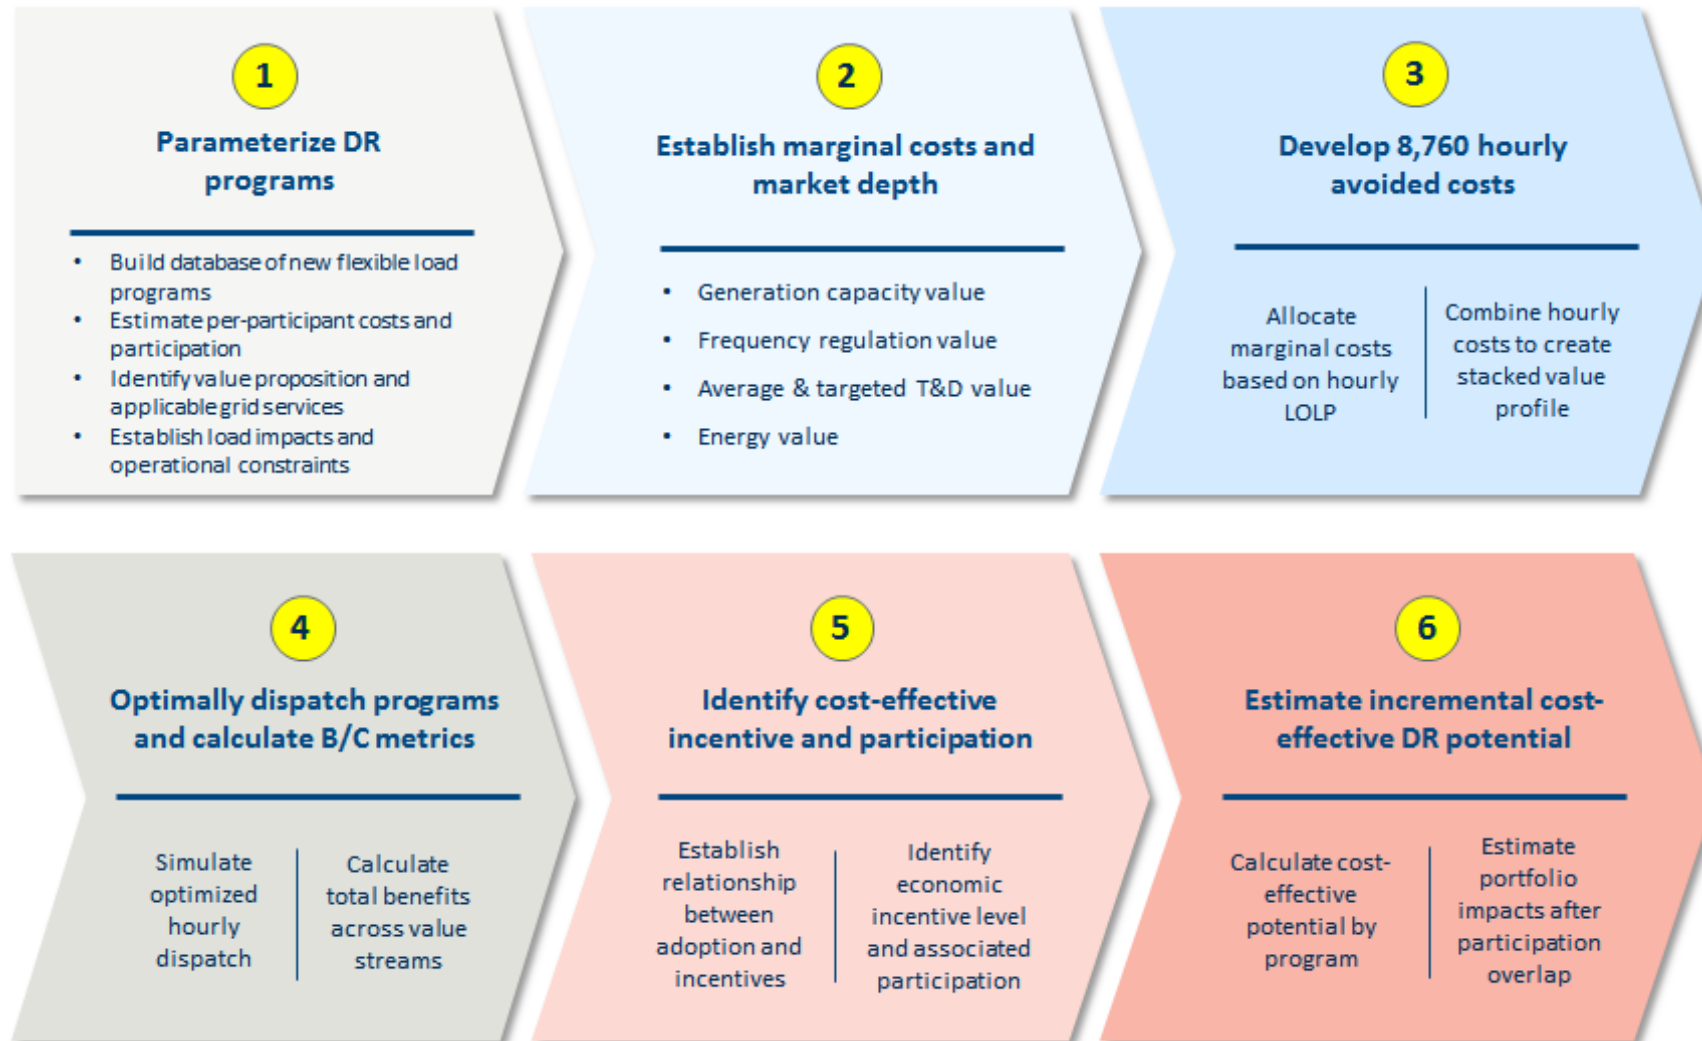 1
Parameterize DR
programs
• Build database of new flexible load
programs
• Estimate per-participant costs and
participation
• Identify value proposition and
applicable grid services
• Establish load impacts and
operational constraints
2
Establish marginal costs and
market depth
• Generation capacity value
• Frequency regulation value
• Average & targeted T&D value
• Energy value
3
Develop 8,760 hourly
avoided costs
Allocate
marginal costs
based on hourly
LOLP
Combine hourly
costs to create
stacked value
profile
4
Optimally dispatch programs
and calculate B/C metrics
Simulate
optimized
hourly
dispatch
Calculate
total benefits
across value
streams
5
Identify cost-effective
incentive and participation
Establish
relationship
between
adoption and
incentives
Identify
economic
incentive level
and associated
participation
6
Estimate incremental cost-
effective DR potential
Calculate cost-
effective
potential by
program
Estimate
portfolio
impacts after
participation
overlap